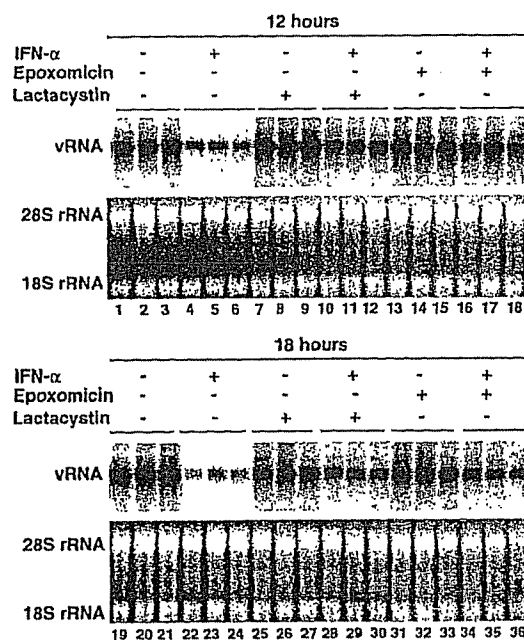 12 hours
IFN-α - + - + - +
Epoxomicin - - - - + +
Lactacystin - - + + - -
vRNA
28S rRNA
18S rRNA
1 2 3 4 5 6 7 8 9 10 11 12 13 14 15 16 17 18
18 hours
IFN-α - + - + - +
Epoxomicin - - - - + +
Lactacystin - - + + - -
vRNA
28S rRNA
18S rRNA
19 20 21 22 23 24 25 26 27 28 29 30 31 32 33 34 35 36